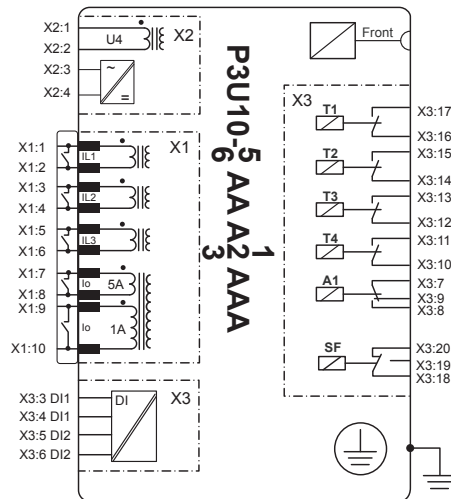 X2:1
X2:2
X2:3
X2:4
U4
X2
~
=
X1:1
X1:2
X1:3
X1:4
X1:5
X1:6
X1:7
X1:8
X1:9
X1:10
IL1
IL2
IL3
Io
5A
Io
1A
X1
X3:3 DI1
X3:4 DI1
X3:5 DI2
X3:6 DI2
DI
X3
P3U10-5 AA A2 AAA
6
1
3
Front
X3
T1
X3:17
X3:16
T2
X3:15
X3:14
T3
X3:13
X3:12
T4
X3:11
X3:10
A1
X3:7
X3:9
X3:8
SF
X3:20
X3:19
X3:18